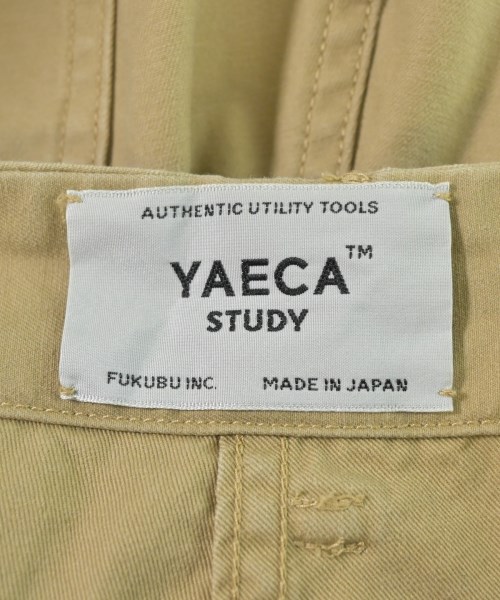 AUTHENTIC UTILITY TOOLS
YAECA™
STUDY
FUKUBU INC. MADE IN JAPAN